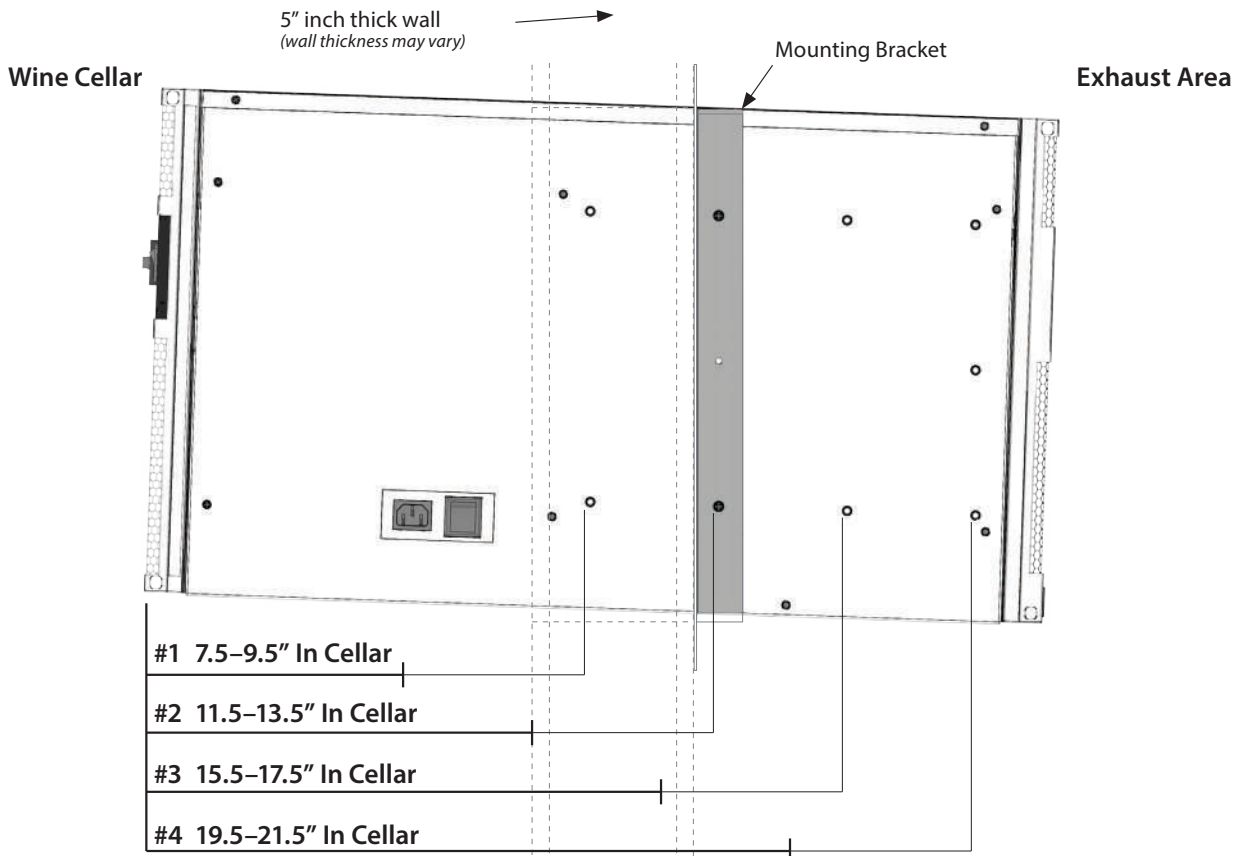 5” inch thick wall
(wall thickness may vary)
Mounting Bracket
Wine Cellar
Exhaust Area
#1 7.5–9.5” In Cellar
#2 11.5–13.5” In Cellar
#3 15.5–17.5” In Cellar
#4 19.5–21.5” In Cellar